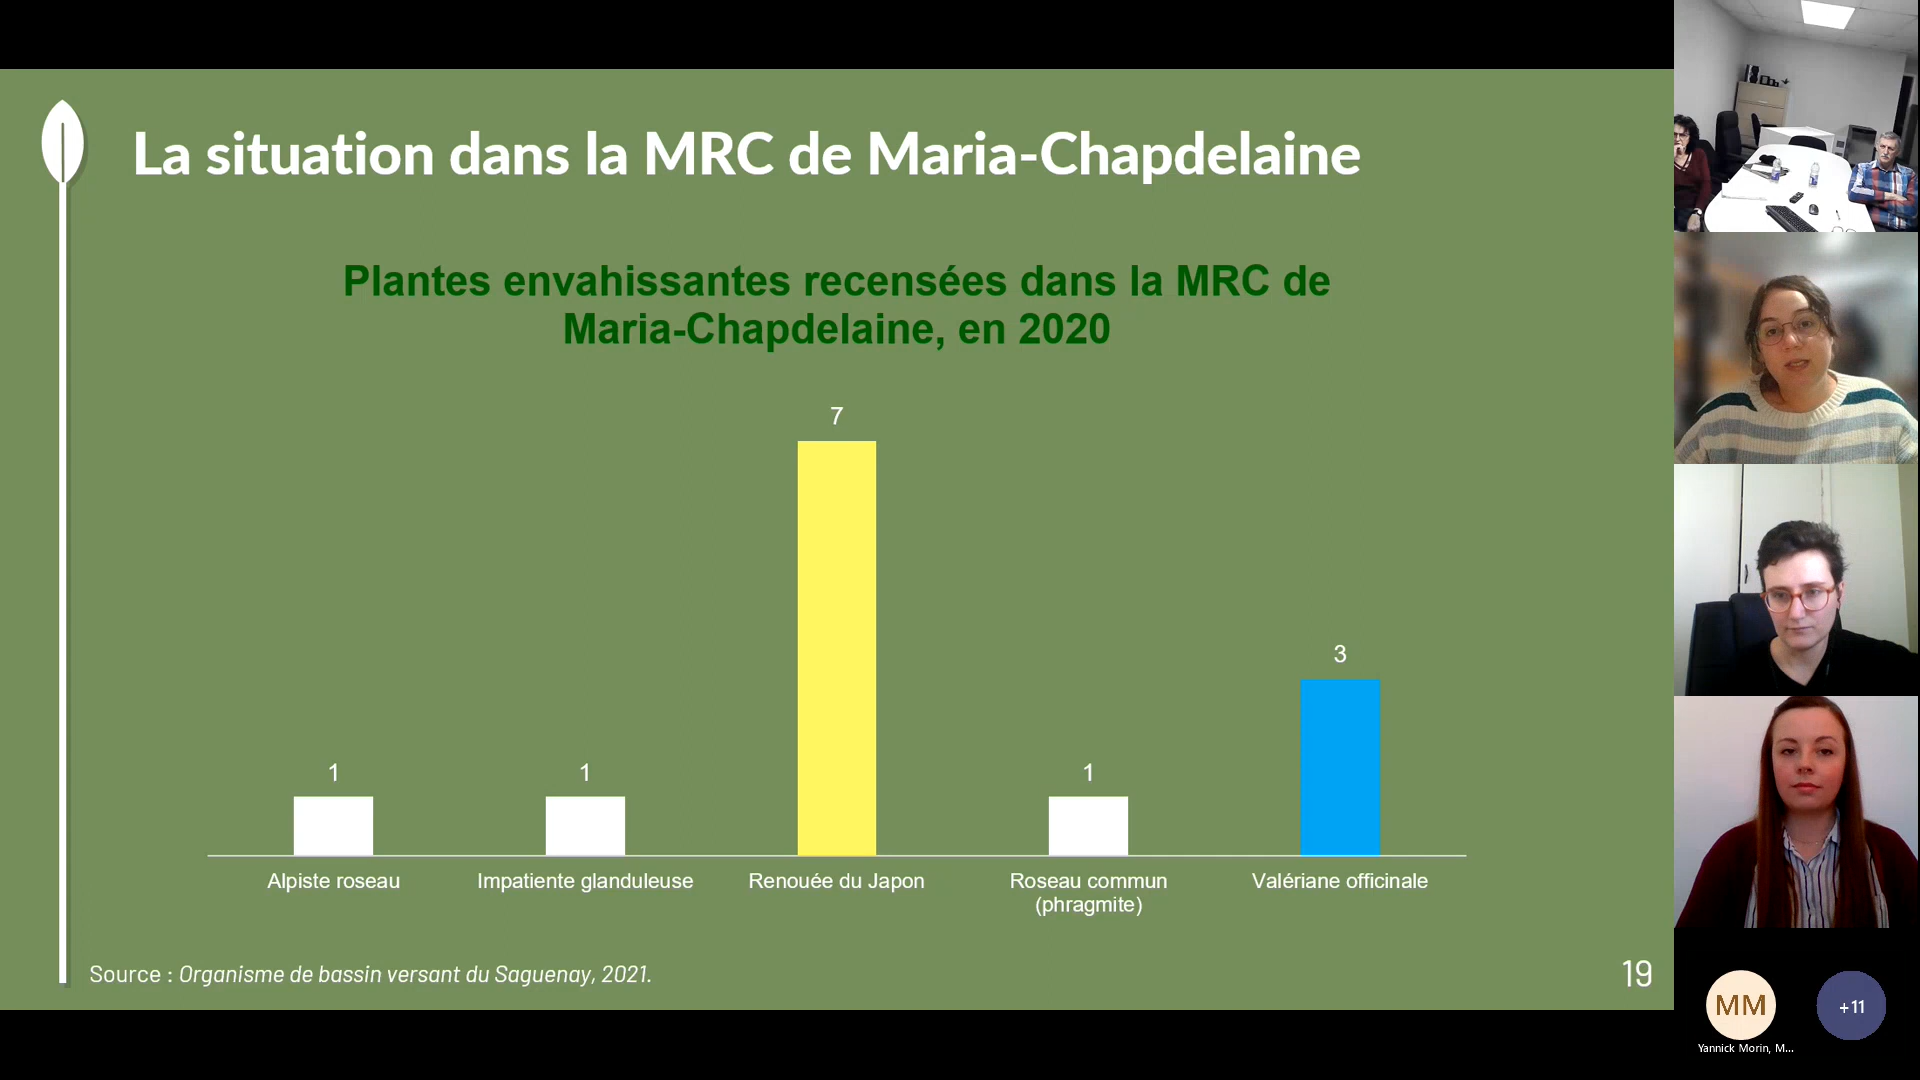 La situation dans la MRC de Maria-Chapdelaine
Plantes envahissantes recensées dans la MRC de
Maria-Chapdelaine, en 2020
7
3
1
1
1
Alpiste roseau
Impatiente glanduleuse
Renouée du Japon
Roseau commun
(phragmite)
Valériane officinale
Source : Organisme de bassin versant du Saguenay, 2021.
19
MM
+11
Yannick Morin, M...